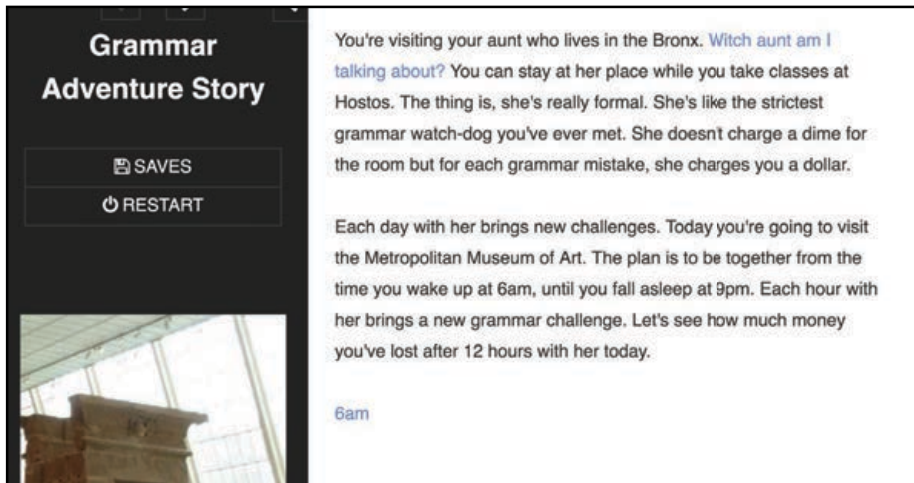 Grammar
Adventure Story
SAVES
RESTART
You're visiting your aunt who lives in the Bronx. Witch aunt am I
talking about? You can stay at her place while you take classes at
Hostos. The thing is, she's really formal. She's like the strictest
grammar watch-dog you've ever met. She doesn't charge a dime for
the room but for each grammar mistake, she charges you a dollar.
Each day with her brings new challenges. Today you're going to visit
the Metropolitan Museum of Art. The plan is to be together from the
time you wake up at 6am, until you fall asleep at 9pm. Each hour with
her brings a new grammar challenge. Let's see how much money
you've lost after 12 hours with her today.
6am